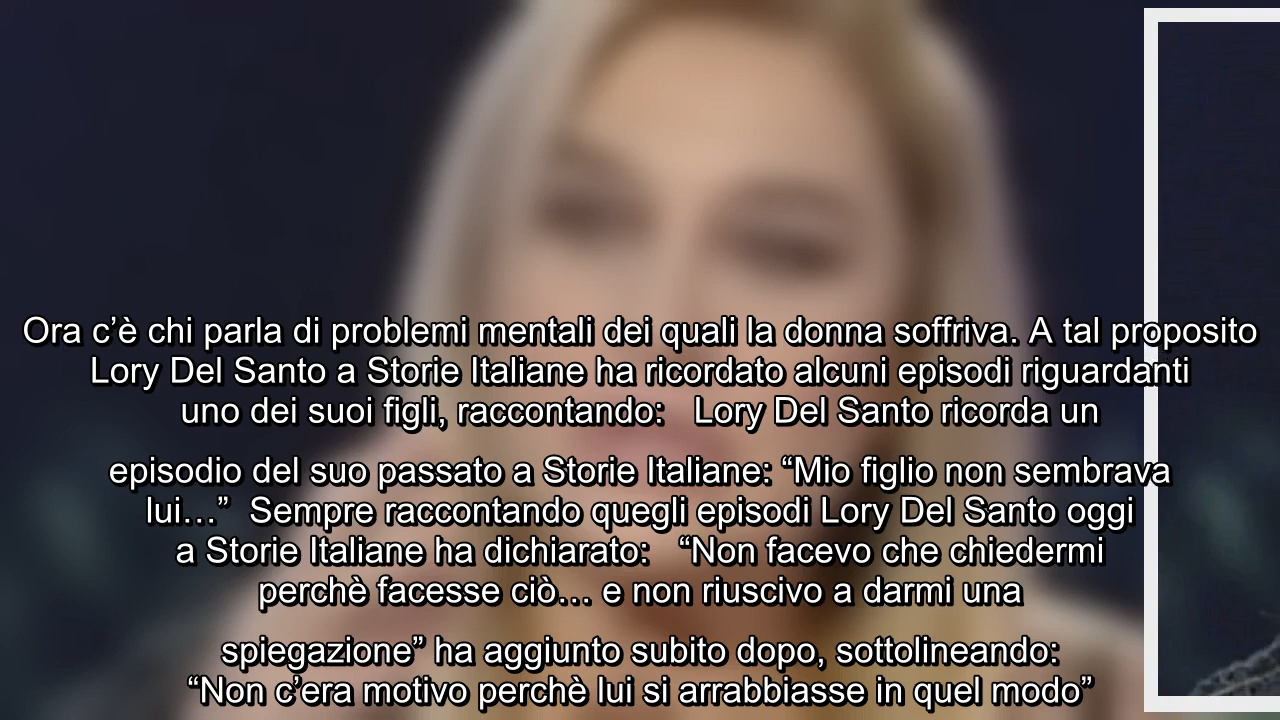 Ora c’è chi parla di problemi mentali dei quali la donna soffriva. A tal proposito
Lory Del Santo a Storie Italiane ha ricordato alcuni episodi riguardanti
uno dei suoi figli, raccontando:   Lory Del Santo ricorda un
episodio del suo passato a Storie Italiane: “Mio figlio non sembrava
lui…”  Sempre raccontando quegli episodi Lory Del Santo oggi
a Storie Italiane ha dichiarato:   “Non facevo che chiedermi
perchè facesse ciò… e non riuscivo a darmi una
spiegazione” ha aggiunto subito dopo, sottolineando:
“Non c’era motivo perchè lui si arrabbiasse in quel modo”